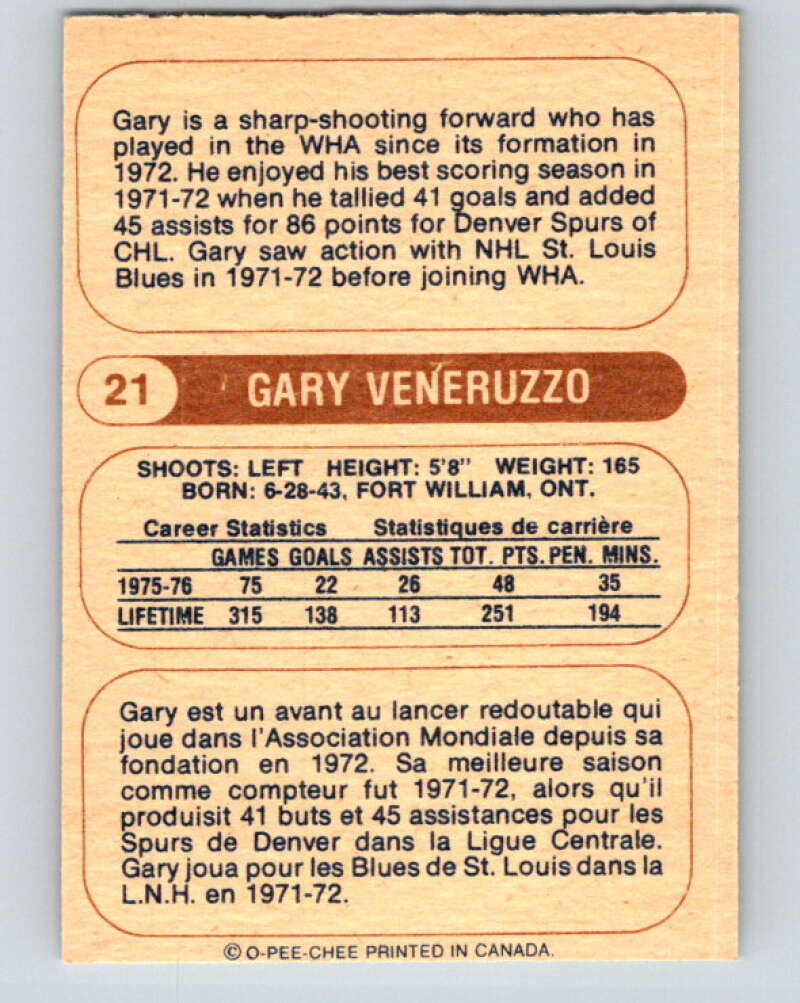 Gary is a sharp-shooting forward who has
played in the WHA since its formation in
1972. He enjoyed his best scoring season in
1971-72 when he tallied 41 goals and added
45 assists for 86 points for Denver Spurs of
CHL. Gary saw action with NHL St. Louis
Blues in 1971-72 before joining WHA.
21 GARY VENERUZZO
SHOOTS: LEFT HEIGHT: 5'8" WEIGHT: 165
BORN: 6-28-43, FORT WILLIAM, ONT.
Career Statistics Statistiques de carrière
GAMES GOALS ASSISTS TOT. PTS. PEN. MINS.
1975-76 75 22 26 48 35
LIFETIME 315 138 113 251 194
Gary est un avant au lancer redoutable qui
joue dans l'Association Mondiale depuis sa
fondation en 1972. Sa meilleure saison
comme compteur fut 1971-72, alors qu'il
produisit 41 buts et 45 assistances pour les
Spurs de Denver dans la Ligue Centrale.
Gary joua pour les Blues de St. Louis dans la
L.N.H. en 1971-72.
© O-PEE-CHEE PRINTED IN CANADA.